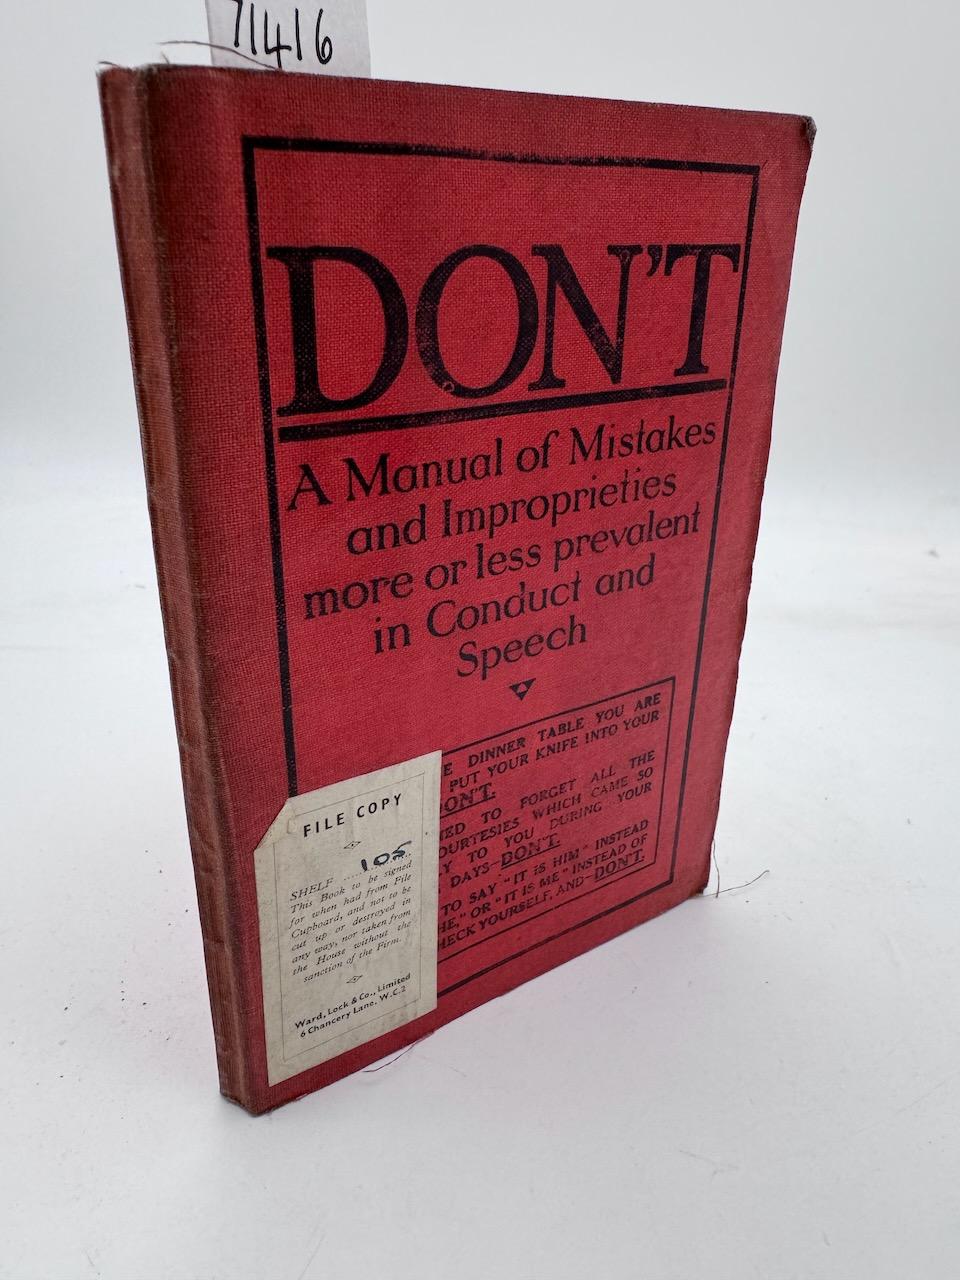 71416
DON'T
A Manual of Mistakes
and Improprieties
more or less prevalent
in Conduct and
Speech
DINNER TABLE YOU ARE
PUT YOUR KNIFE INTO YOUR
DON'T.
TO FORGET ALL THE
WHICH CAME SO
TO YOU DURING YOUR
DAYS—DON'T.
TO SAY "IT IS HIM" INSTEAD
"OR "IT IS ME" INSTEAD OF
YOURSELF, AND—DON'T.
FILE COPY
SHELF 105
This Book to be signed
for when had from File
Cupboard, and not to be
cut up or destroyed in
any way, nor taken from
the House without the
sanction of the Firm.
Ward, Lock & Co., Limited
6 Chancery Lane, W.C.2